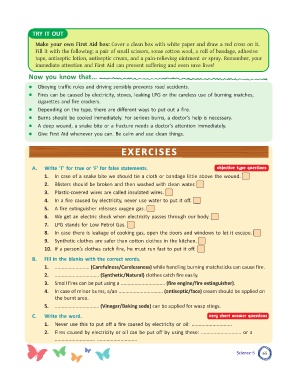 TRY IT OUT
Make your own First Aid box: Cover a clean box with white paper and draw a red cross on it.
Fill it with the following: a pair of small scissors, some cotton wool, a roll of bandage, adhesive
tape, antiseptic lotion, antiseptic cream, and a pain-relieving ointment or spray. Remember, your
immediate attention and First Aid can prevent suffering and even save lives!
Now you know that...
Obeying traffic rules and driving sensibly prevents road accidents.
Fires can be caused by electricity, stoves, leaking LPG or the careless use of burning matches,
cigarettes and fire crackers.
Depending on the type, there are different ways to put out a fire.
Burns should be cooled immediately. For serious burns, a doctor's help is necessary.
A deep wound, a snake bite or a fracture needs a doctor's attention immediately.
Give First Aid whenever you can. Be calm and use clean things.
EXERCISES
objective type questions
A. Write 'T' for true or 'F' for false statements.
1. In case of a snake bite we should tie a cloth or bandage little above the wound.
2. Blisters should be broken and then washed with clean water.
3. Plastic-covered wires are called insulated wires.
4. In a fire caused by electricity, never use water to put it off.
5. A fire extinguisher releases oxygen gas.
6. We get an electric shock when electricity passes through our body.
7. LPG stands for Low Petrol Gas.
8. In case there is leakage of cooking gas, open the doors and windows to let it escape.
9. Synthetic clothes are safer than cotton clothes in the kitchen.
10. If a person's clothes catch fire, he must run fast to put it off.
B. Fill in the blanks with the correct words.
1. .................... (Carefulness/Carelessness) while handling burning matchsticks can cause fire.
2. .................... (Synthetic/Natural) clothes catch fire easily.
3. Small fires can be put using a .................... (fire engine/fire extinguisher).
4. In case of minor burns, a/an .................... (antiseptic/face) cream should be applied on
the burnt area.
5. .................... (Vinegar/Baking soda) can be applied for wasp stings.
C. Write the word.
very short answer questions
1. Never use this to put off a fire caused by electricity or oil: ....................
2. Fires caused by electricity or oil can be put off by using these: .................... or a
....................
Science-5